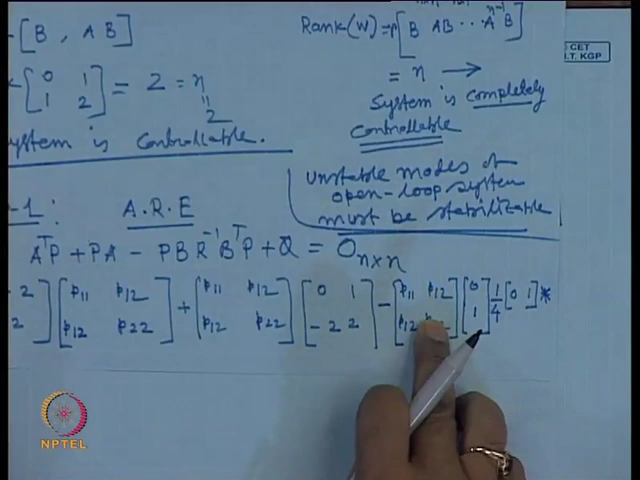 [B , AB]
Rank(W) = ρ[B AB ... A^{n-1}B]
= n →
[0 1
1 2] = 2 = n
2
System is completely
controllable
system is controllable.
Unstable modes of
open-loop system
must be stabilizable
-1: A.R.E
A^T P + PA - PBR^{-1}B^T P + Q = O_{n×n}
2] [p11 p12
p12 p22] + [p11 p12
p12 p22] [0 1
-2 2] - [p11 p12
p12] [0
1] 1/4 [0 1] *
CET
I.T. KGP
NPTEL